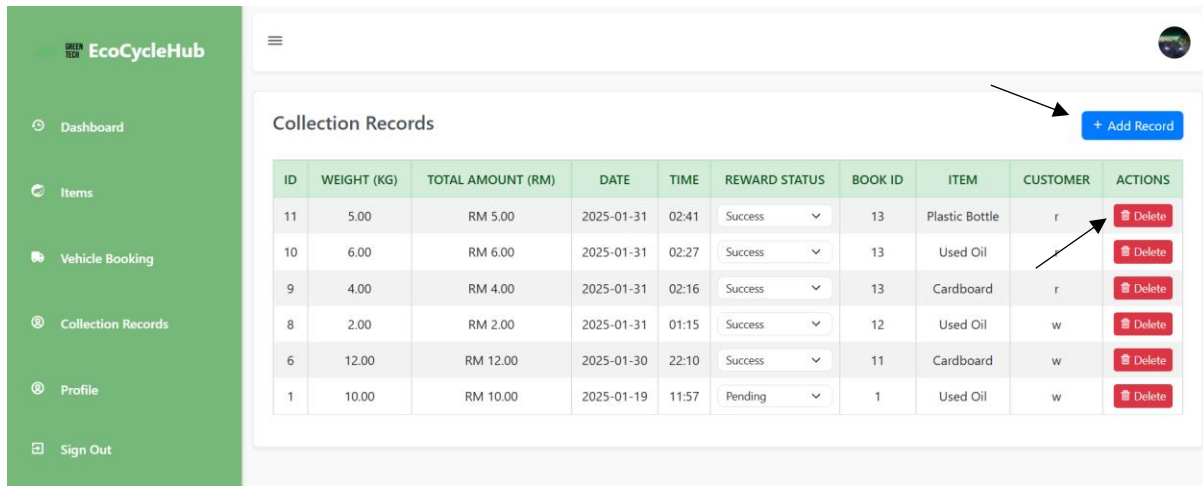 GREEN TECH EcoCycleHub
Dashboard
Items
Vehicle Booking
Collection Records
Profile
Sign Out
Collection Records
+ Add Record
ID WEIGHT (KG) TOTAL AMOUNT (RM) DATE TIME REWARD STATUS BOOK ID ITEM CUSTOMER ACTIONS
11 5.00 RM 5.00 2025-01-31 02:41 Success 13 Plastic Bottle r Delete
10 6.00 RM 6.00 2025-01-31 02:27 Success 13 Used Oil r Delete
9 4.00 RM 4.00 2025-01-31 02:16 Success 13 Cardboard r Delete
8 2.00 RM 2.00 2025-01-31 01:15 Success 12 Used Oil w Delete
6 12.00 RM 12.00 2025-01-30 22:10 Success 11 Cardboard w Delete
1 10.00 RM 10.00 2025-01-19 11:57 Pending 1 Used Oil w Delete